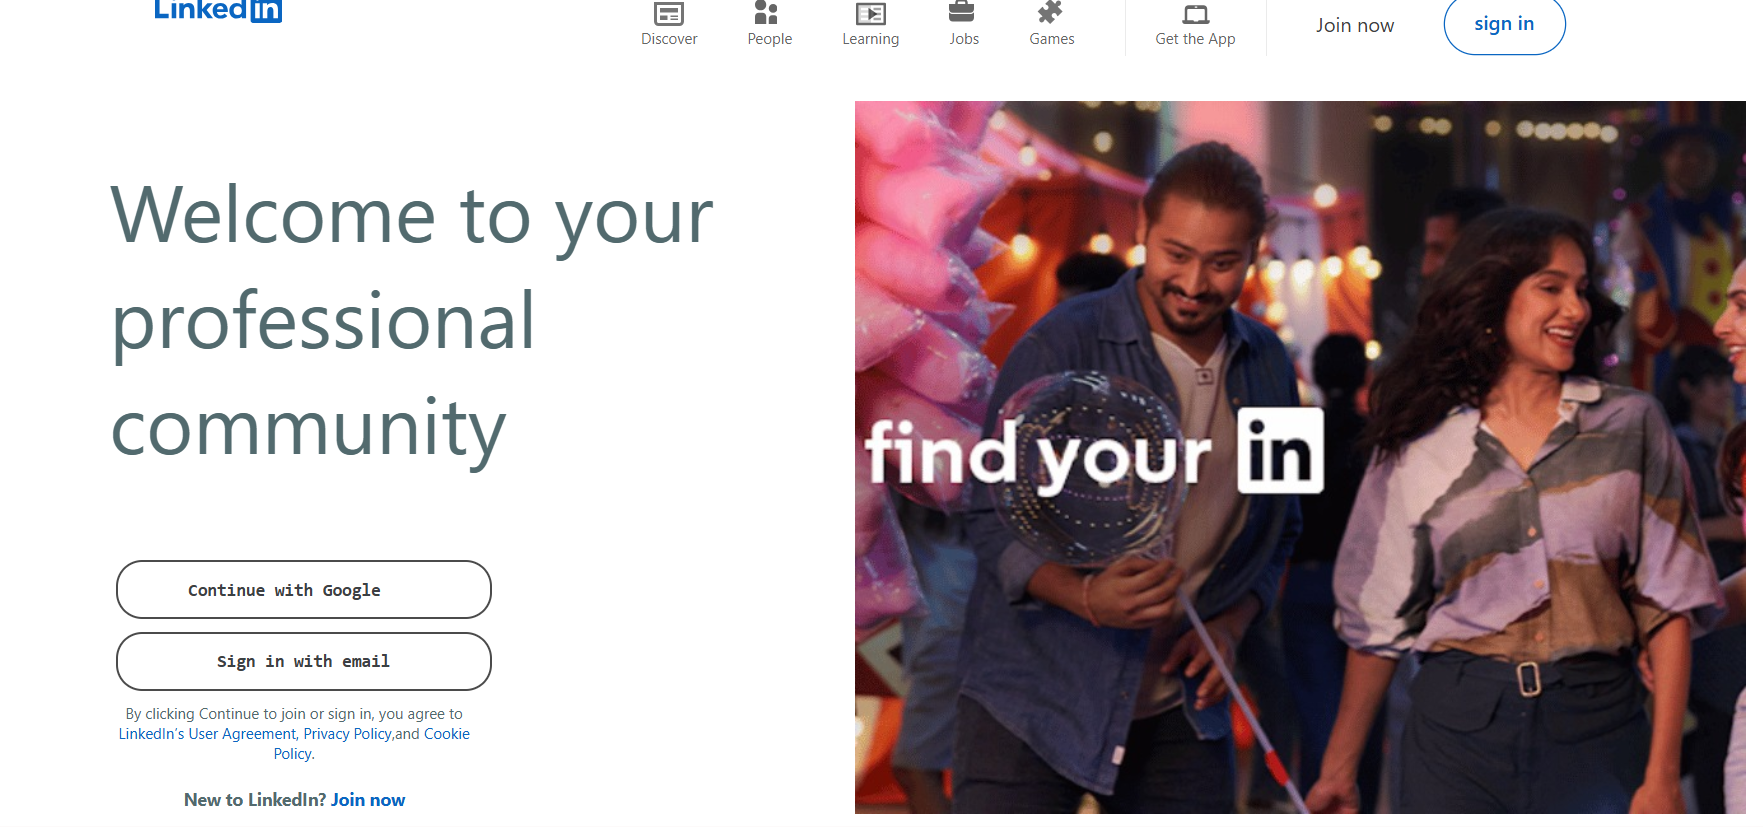 LinkedIn
Discover
People
Learning
Jobs
Games
Get the App
Join now
sign in
Welcome to your
professional
community
find your in
Continue with Google
Sign in with email
By clicking Continue to join or sign in, you agree to
LinkedIn’s User Agreement, Privacy Policy,and Cookie
Policy.
New to LinkedIn? Join now